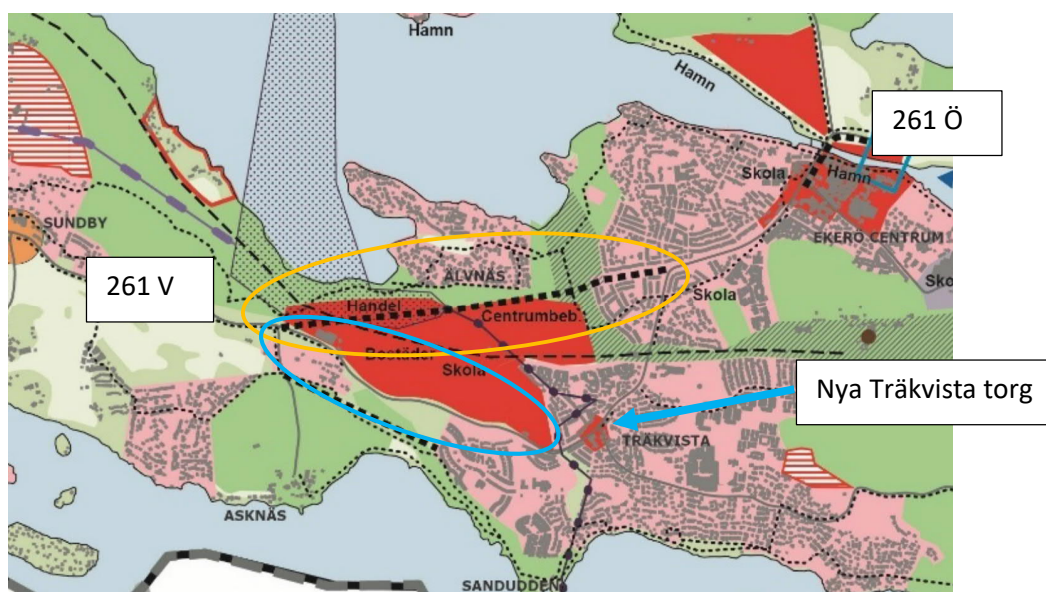 Hamn
Hamn
261 Ö
Skola
Hamn
SUNDBY
EKERÖ CENTRUM
ÄLVNÄS
261 V
Skola
Sko
Handel
Centrumbeb.
Bostäder
Skola
Nya Träkvista torg
TRÄKVISTA
ASKNÄS
SANDUDDEN